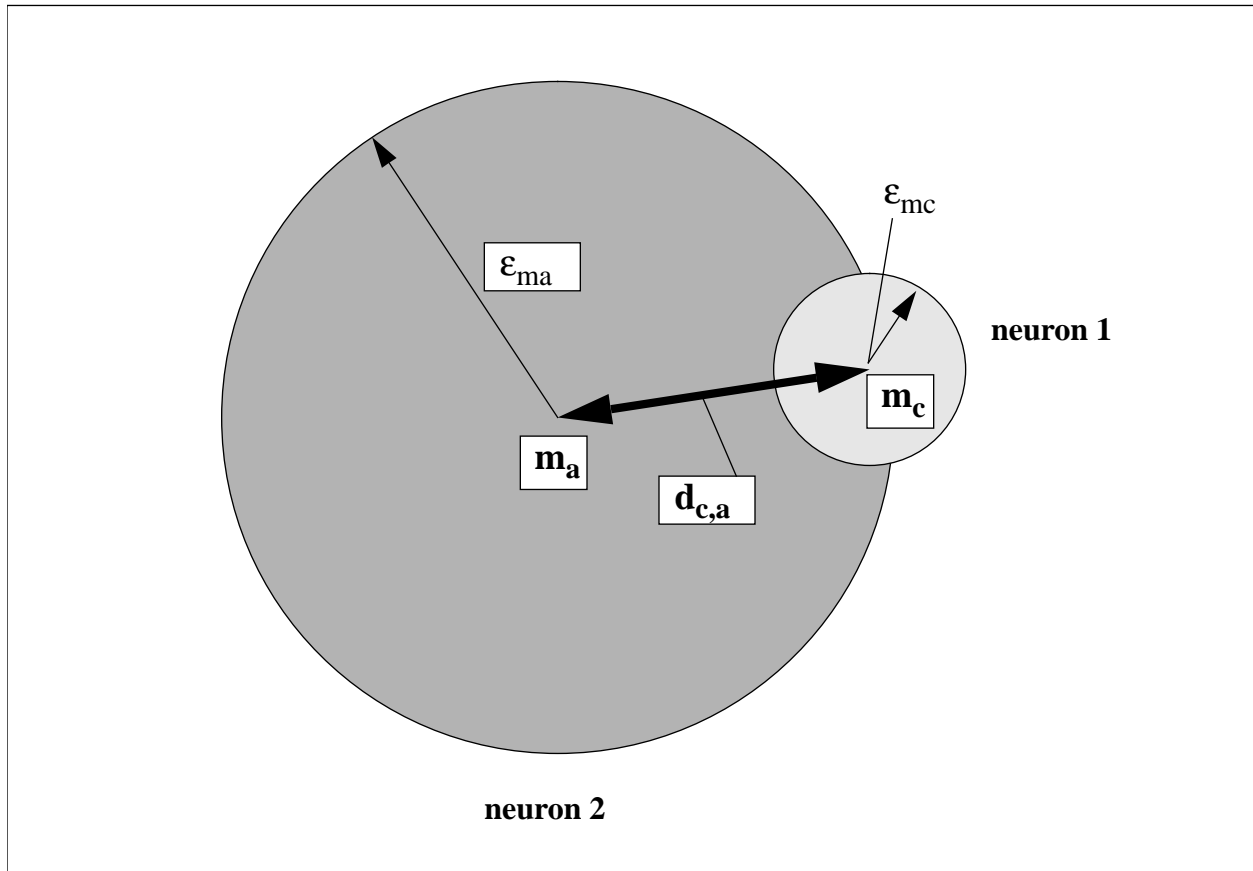 ε_mc
ε_ma
neuron 1
m_c
m_a
d_c,a
neuron 2